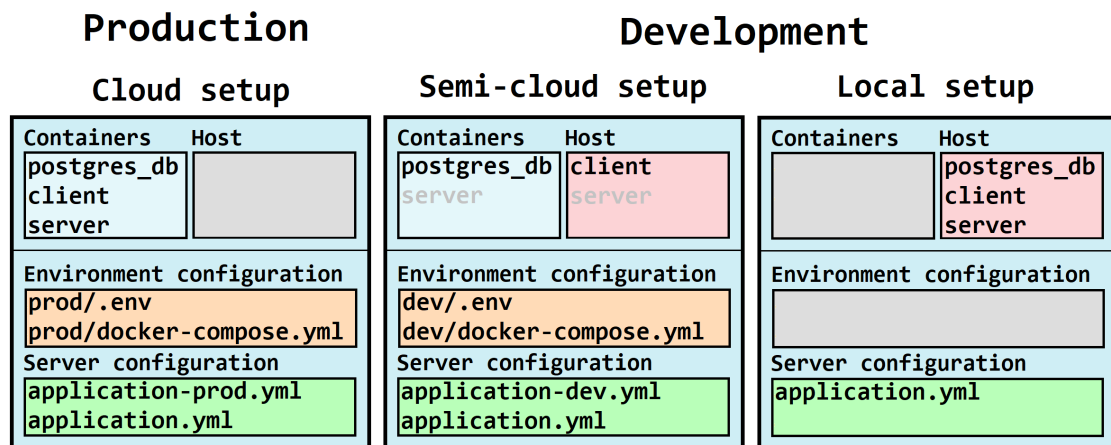 Production
Development
Cloud setup
Semi-cloud setup
Local setup
Containers
Host
postgres_db
client
server
Environment configuration
prod/.env
prod/docker-compose.yml
Server configuration
application-prod.yml
application.yml
Containers
Host
postgres_db
server
client
server
Environment configuration
dev/.env
dev/docker-compose.yml
Server configuration
application-dev.yml
application.yml
Containers
Host
postgres_db
client
server
Environment configuration
Server configuration
application.yml